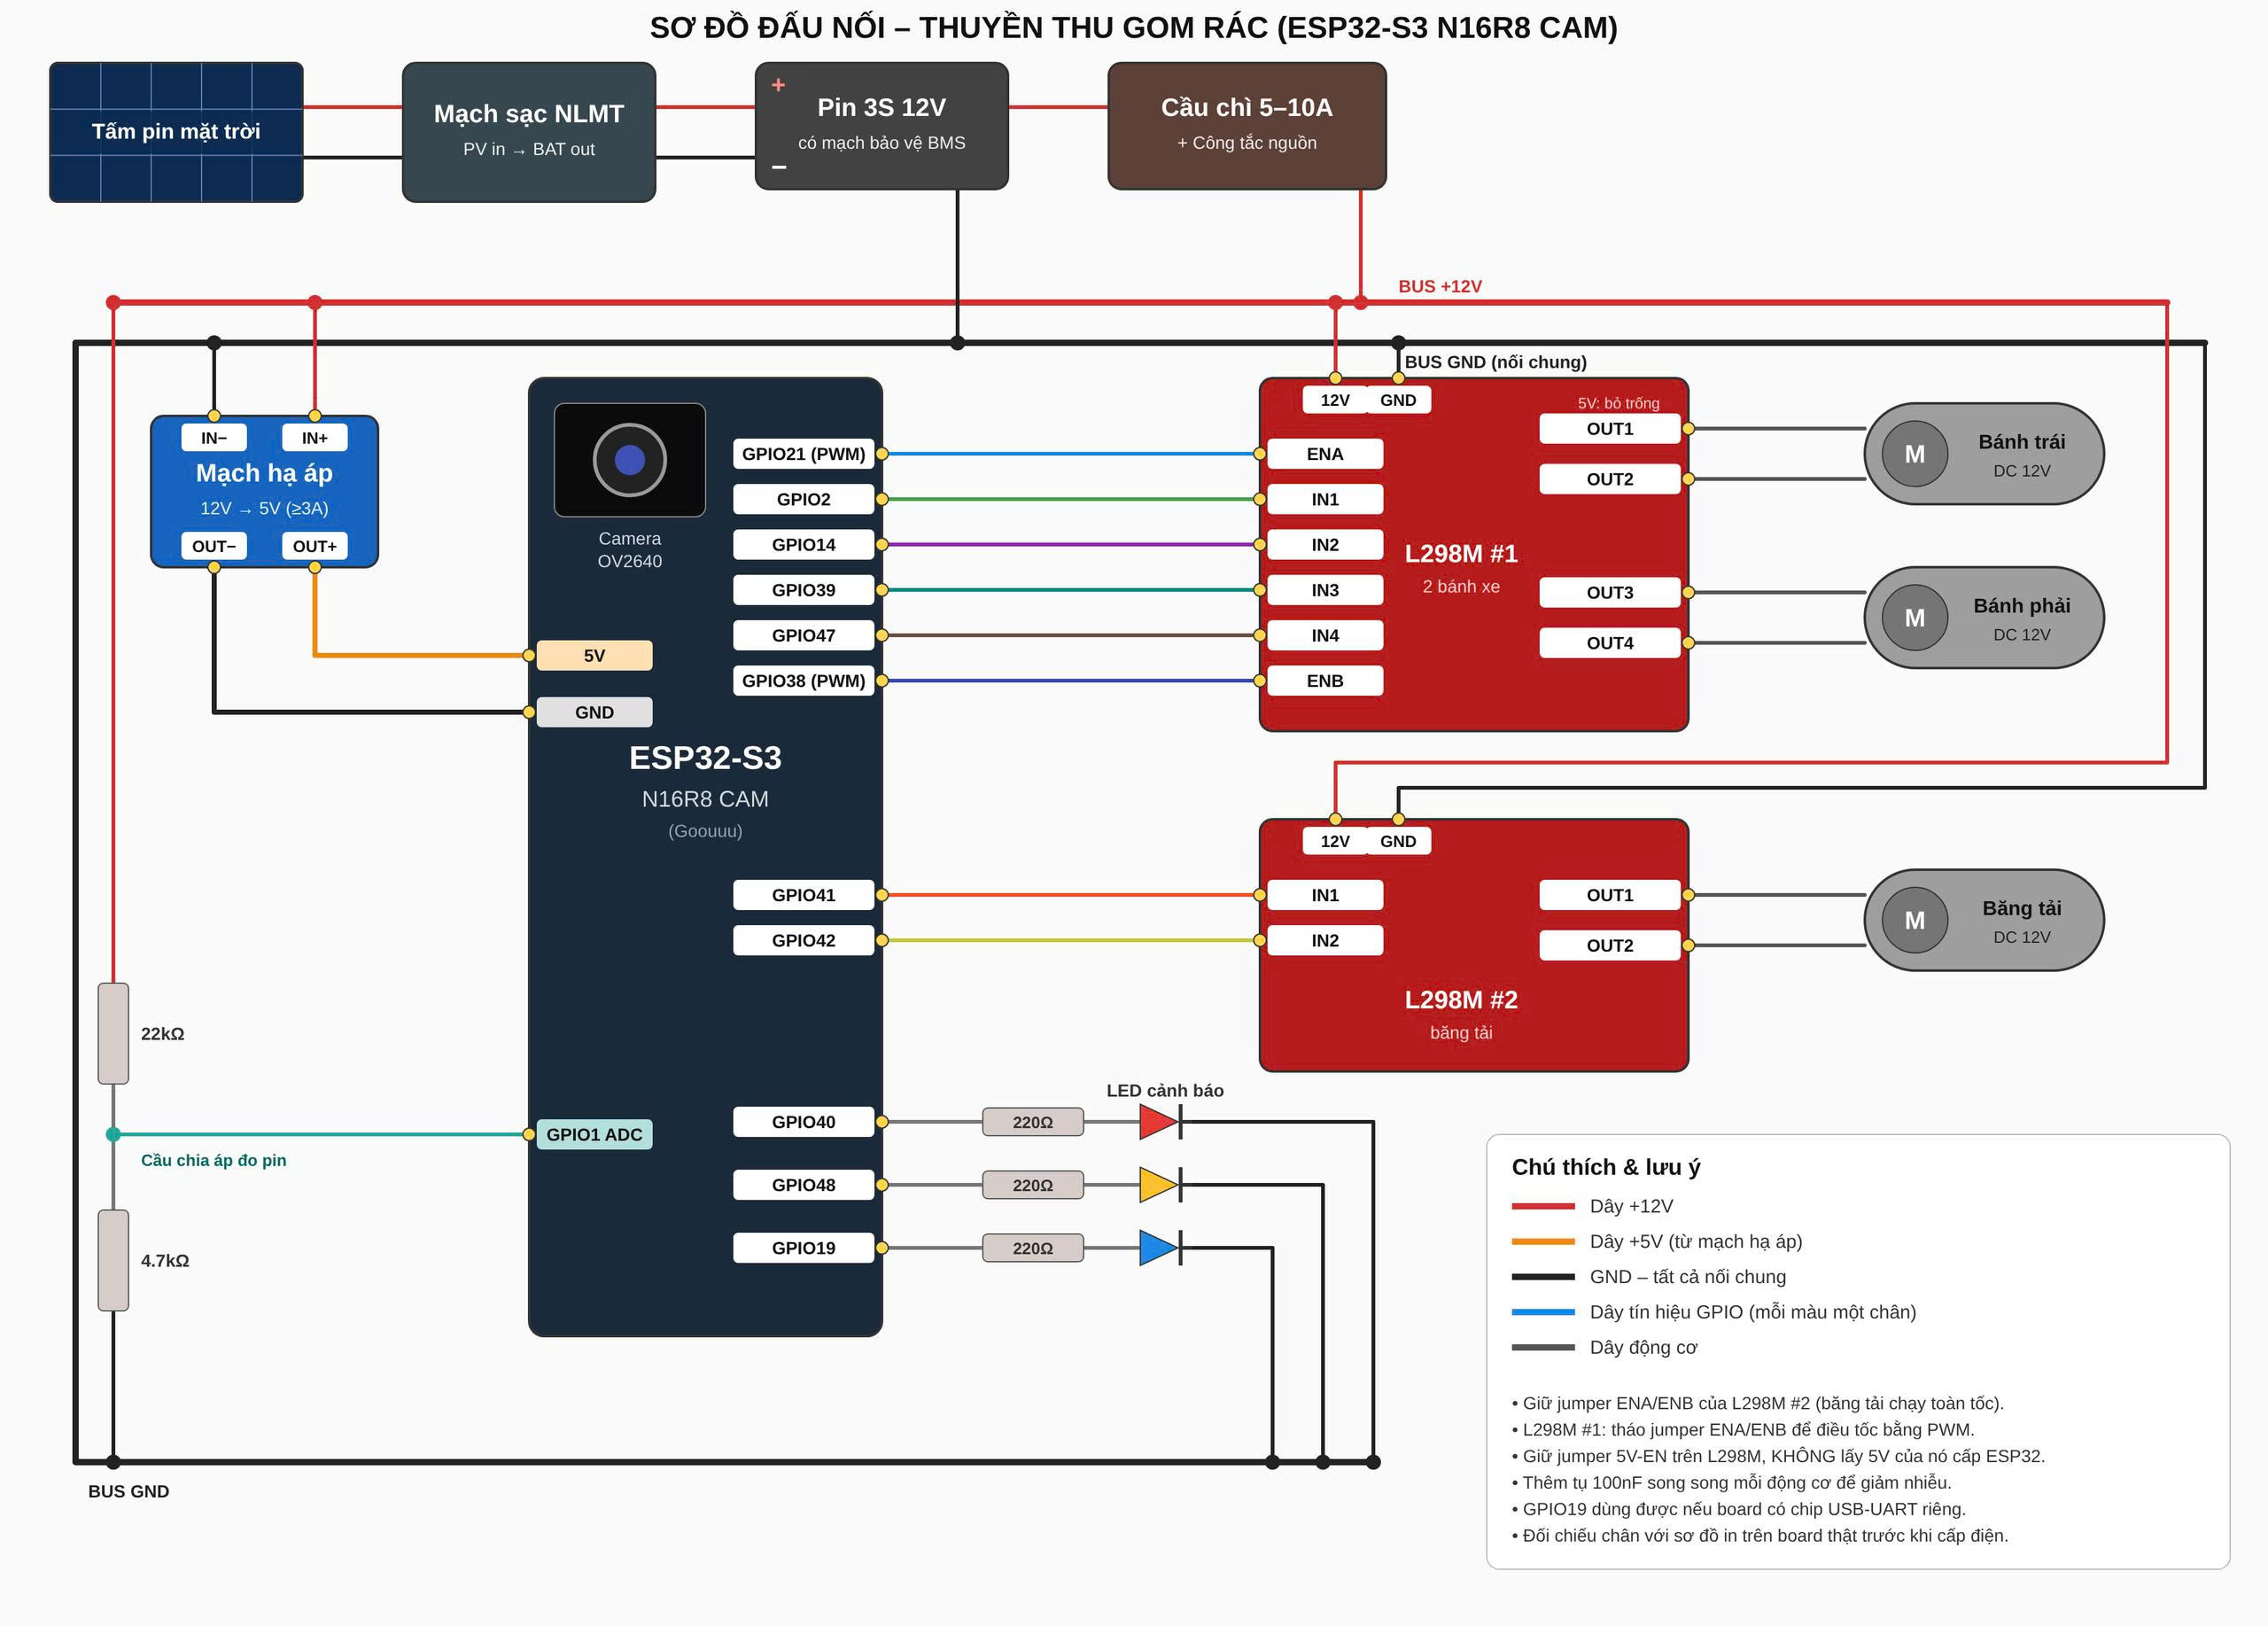 SƠ ĐỒ ĐẤU NỐI – THUYỀN THU GOM RÁC (ESP32-S3 N16R8 CAM)
Tấm pin mặt trời
Mạch sạc NLMT
PV in → BAT out
+
Pin 3S 12V
có mạch bảo vệ BMS
−
Cầu chì 5–10A
+ Công tắc nguồn
BUS +12V
BUS GND (nối chung)
IN−
IN+
Mạch hạ áp
12V → 5V (≥3A)
OUT−
OUT+
Camera
OV2640
5V
GND
ESP32-S3
N16R8 CAM
(Goouuu)
GPIO21 (PWM)
GPIO2
GPIO14
GPIO39
GPIO47
GPIO38 (PWM)
GPIO41
GPIO42
GPIO1 ADC
GPIO40
GPIO48
GPIO19
12V
GND
5V: bỏ trống
ENA
IN1
IN2
IN3
IN4
ENB
L298M #1
2 bánh xe
OUT1
OUT2
OUT3
OUT4
M
Bánh trái
DC 12V
M
Bánh phải
DC 12V
12V
GND
IN1
IN2
OUT1
OUT2
L298M #2
băng tải
M
Băng tải
DC 12V
22kΩ
Cầu chia áp đo pin
4.7kΩ
BUS GND
LED cảnh báo
220Ω
220Ω
220Ω
Chú thích & lưu ý
Dây +12V
Dây +5V (từ mạch hạ áp)
GND – tất cả nối chung
Dây tín hiệu GPIO (mỗi màu một chân)
Dây động cơ
• Giữ jumper ENA/ENB của L298M #2 (băng tải chạy toàn tốc).
• L298M #1: tháo jumper ENA/ENB để điều tốc bằng PWM.
• Giữ jumper 5V-EN trên L298M, KHÔNG lấy 5V của nó cấp ESP32.
• Thêm tụ 100nF song song mỗi động cơ để giảm nhiễu.
• GPIO19 dùng được nếu board có chip USB-UART riêng.
• Đối chiếu chân với sơ đồ in trên board thật trước khi cấp điện.